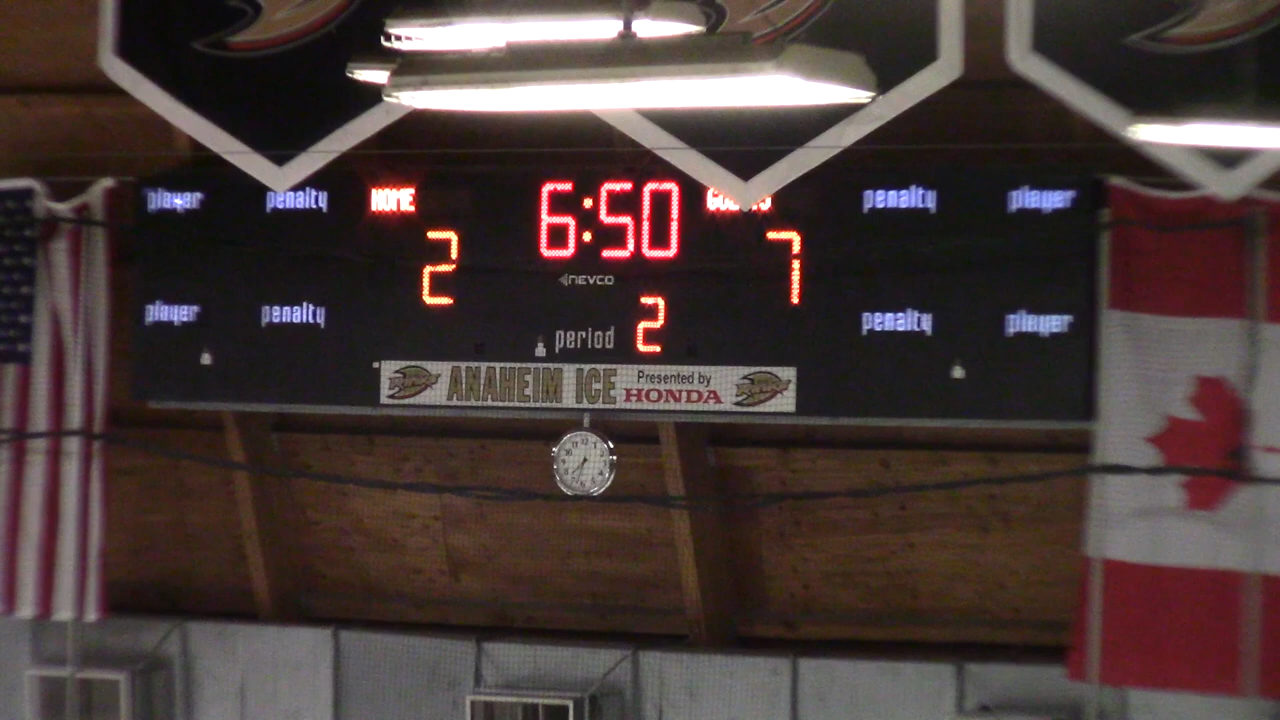 player penalty HOME 6:50 GUESTS penalty player
2 7
NEVCO
player penalty period 2 penalty player
ANAHEIM ICE Presented by HONDA